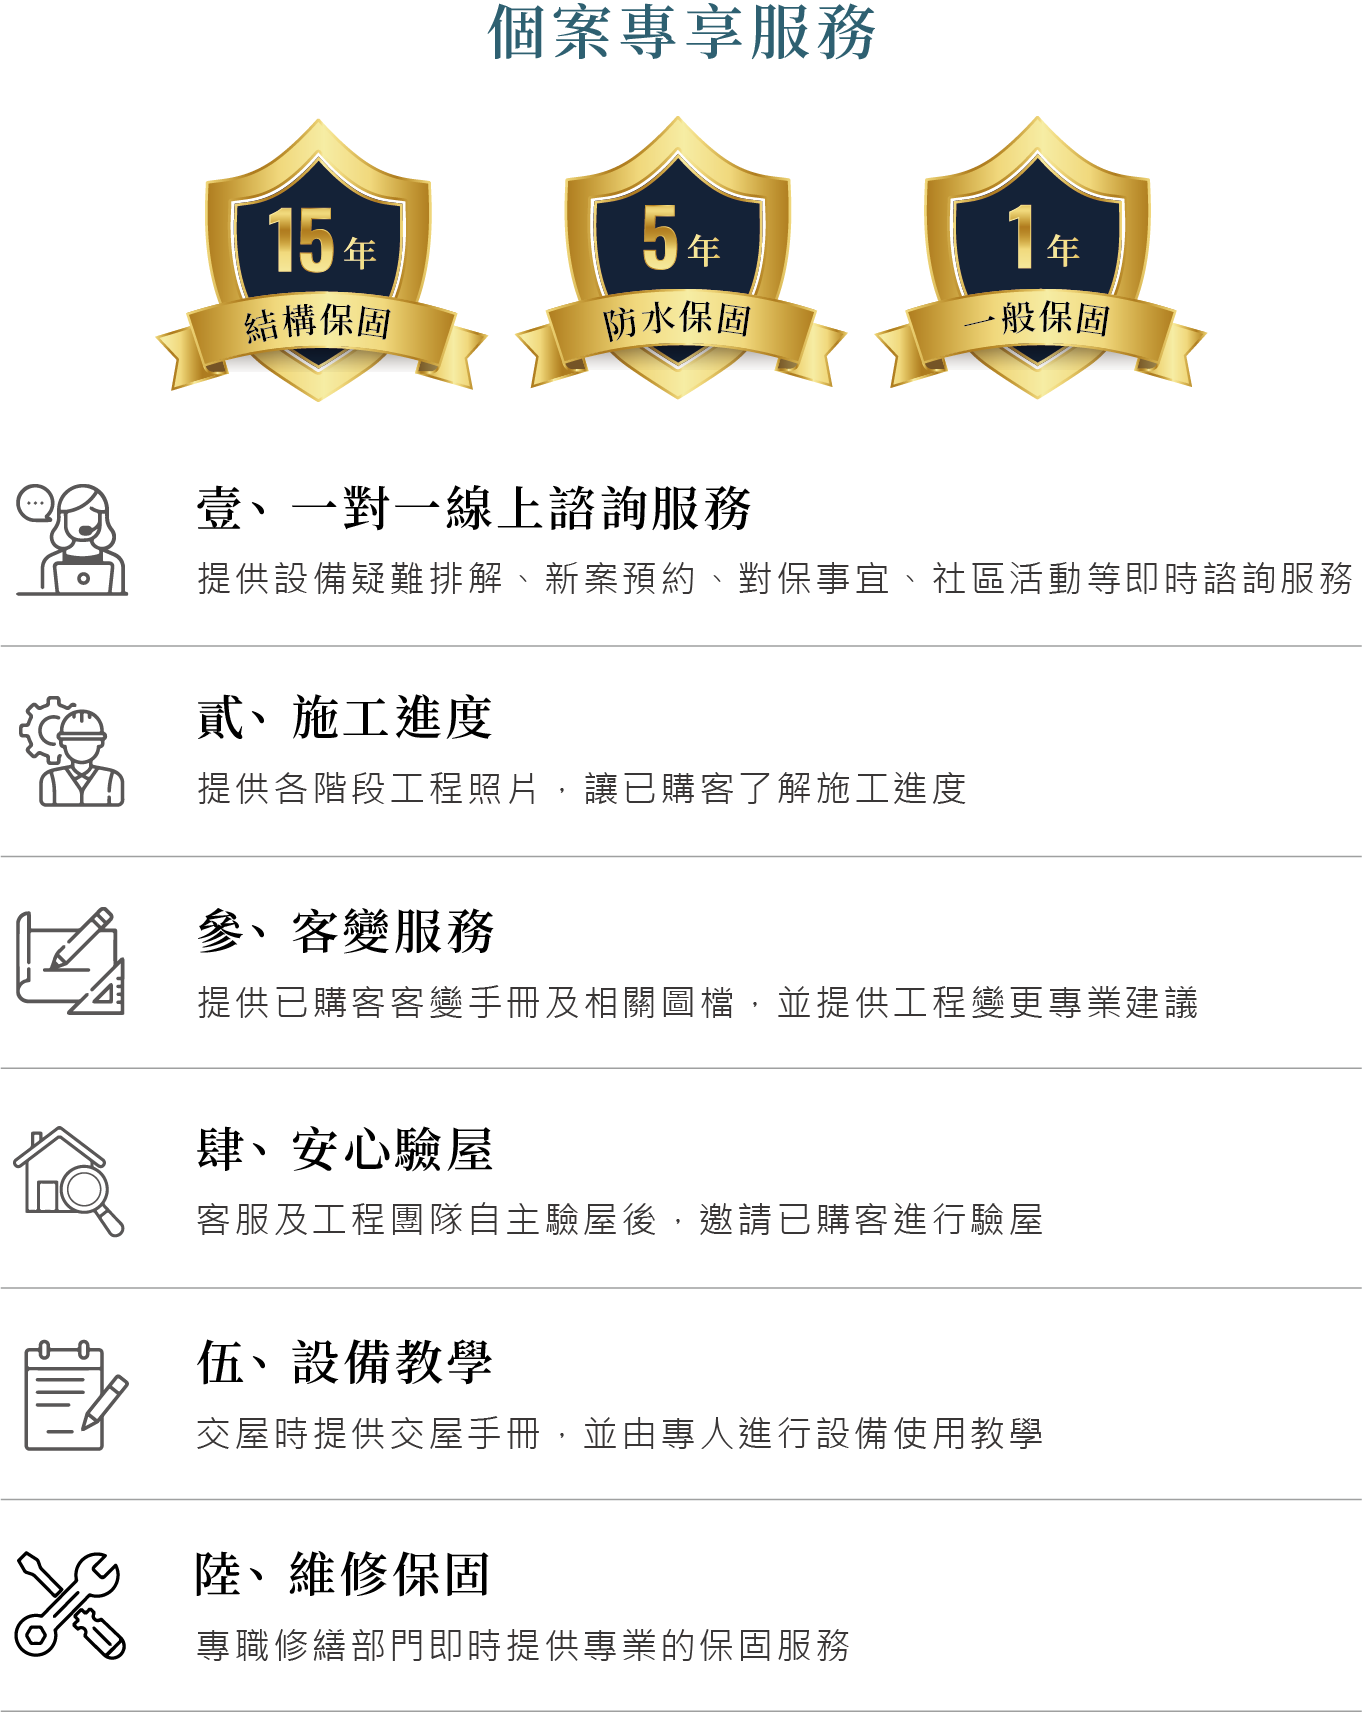 個案專享服務
15年
結構保固
5年
防水保固
1年
一般保固
壹、一對一線上諮詢服務
提供設備疑難排解、新案預約、對保事宜、社區活動等即時諮詢服務
貳、施工進度
提供各階段工程照片，讓已購客了解施工進度
參、客變服務
提供已購客客變手冊及相關圖檔，並提供工程變更專業建議
肆、安心驗屋
客服及工程團隊自主驗屋後，邀請已購客進行驗屋
伍、設備教學
交屋時提供交屋手冊，並由專人進行設備使用教學
陸、維修保固
專職修繕部門即時提供專業的保固服務